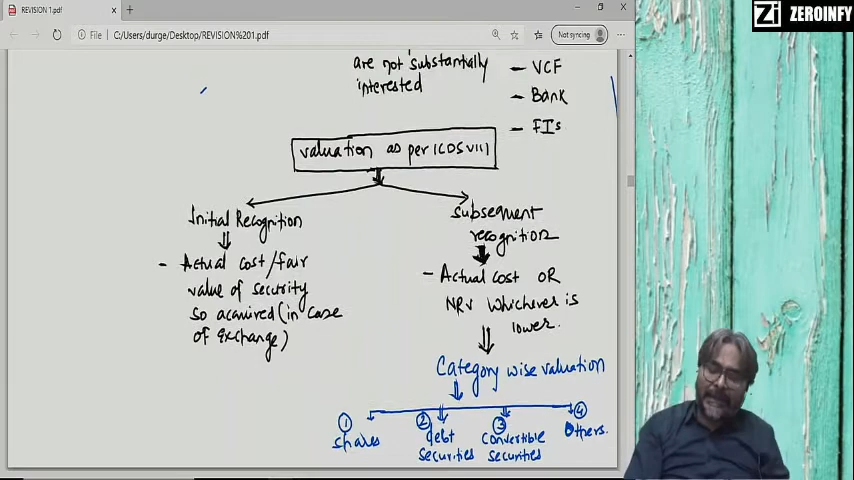 REVISION 1.pdf
File
C:/Users/durge/Desktop/REVISION%201.pdf
Not syncing
Zi ZEROINFY
are not substantially
interested
- VCF
- Bank
- FIs
valuation as per ICDS VIII
Initial Recognition
- Actual cost/fair
value of security
so acquired (in case
of Exchange)
subsequent
recognition
- Actual cost OR
NRV whichever is
lower.
Category wise valuation
1 shares
2 debt
securities
3 convertible
securities
4 others.